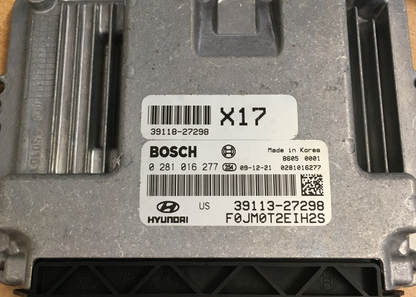 X17
39118-27298
BOSCH Made in Korea
8605 0001
0 281 016 277 09-12-21 0281016277
HYUNDAI US 39113-27298
F0JM0T2EIH2S